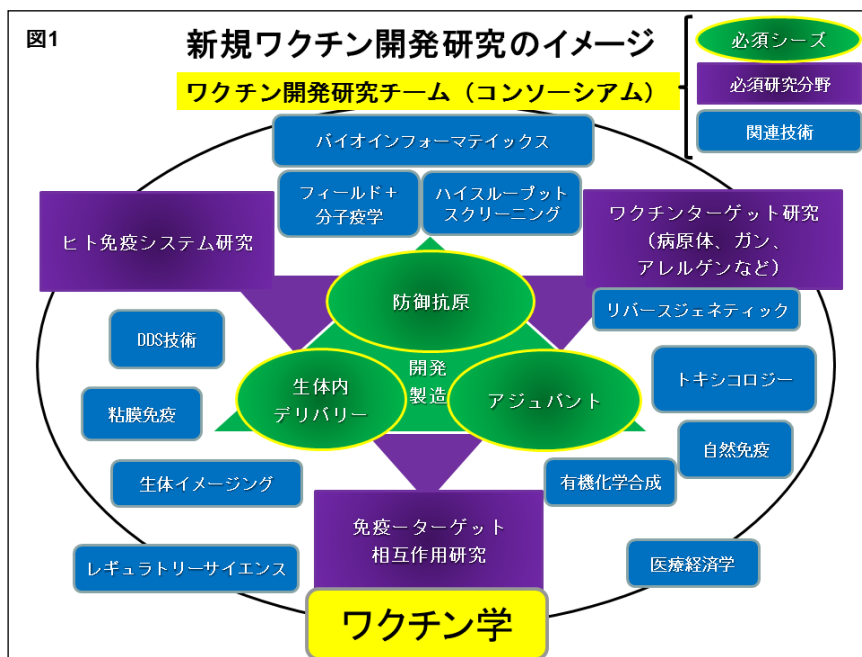 図1
新規ワクチン開発研究のイメージ
必須シーズ
ワクチン開発研究チーム（コンソーシアム）
必須研究分野
関連技術
バイオインフォマテイックス
フィールド＋
分子疫学
ハイスループット
スクリーニング
ヒト免疫システム研究
ワクチンターゲット研究
（病原体、ガン、
アレルゲンなど）
防御抗原
リバースジェネティック
DDS技術
開発
製造
トキシコロジー
生体内
デリバリー
アジュバント
粘膜免疫
自然免疫
生体イメージング
有機化学合成
免疫ーターゲット
相互作用研究
レギュラトリーサイエンス
医療経済学
ワクチン学